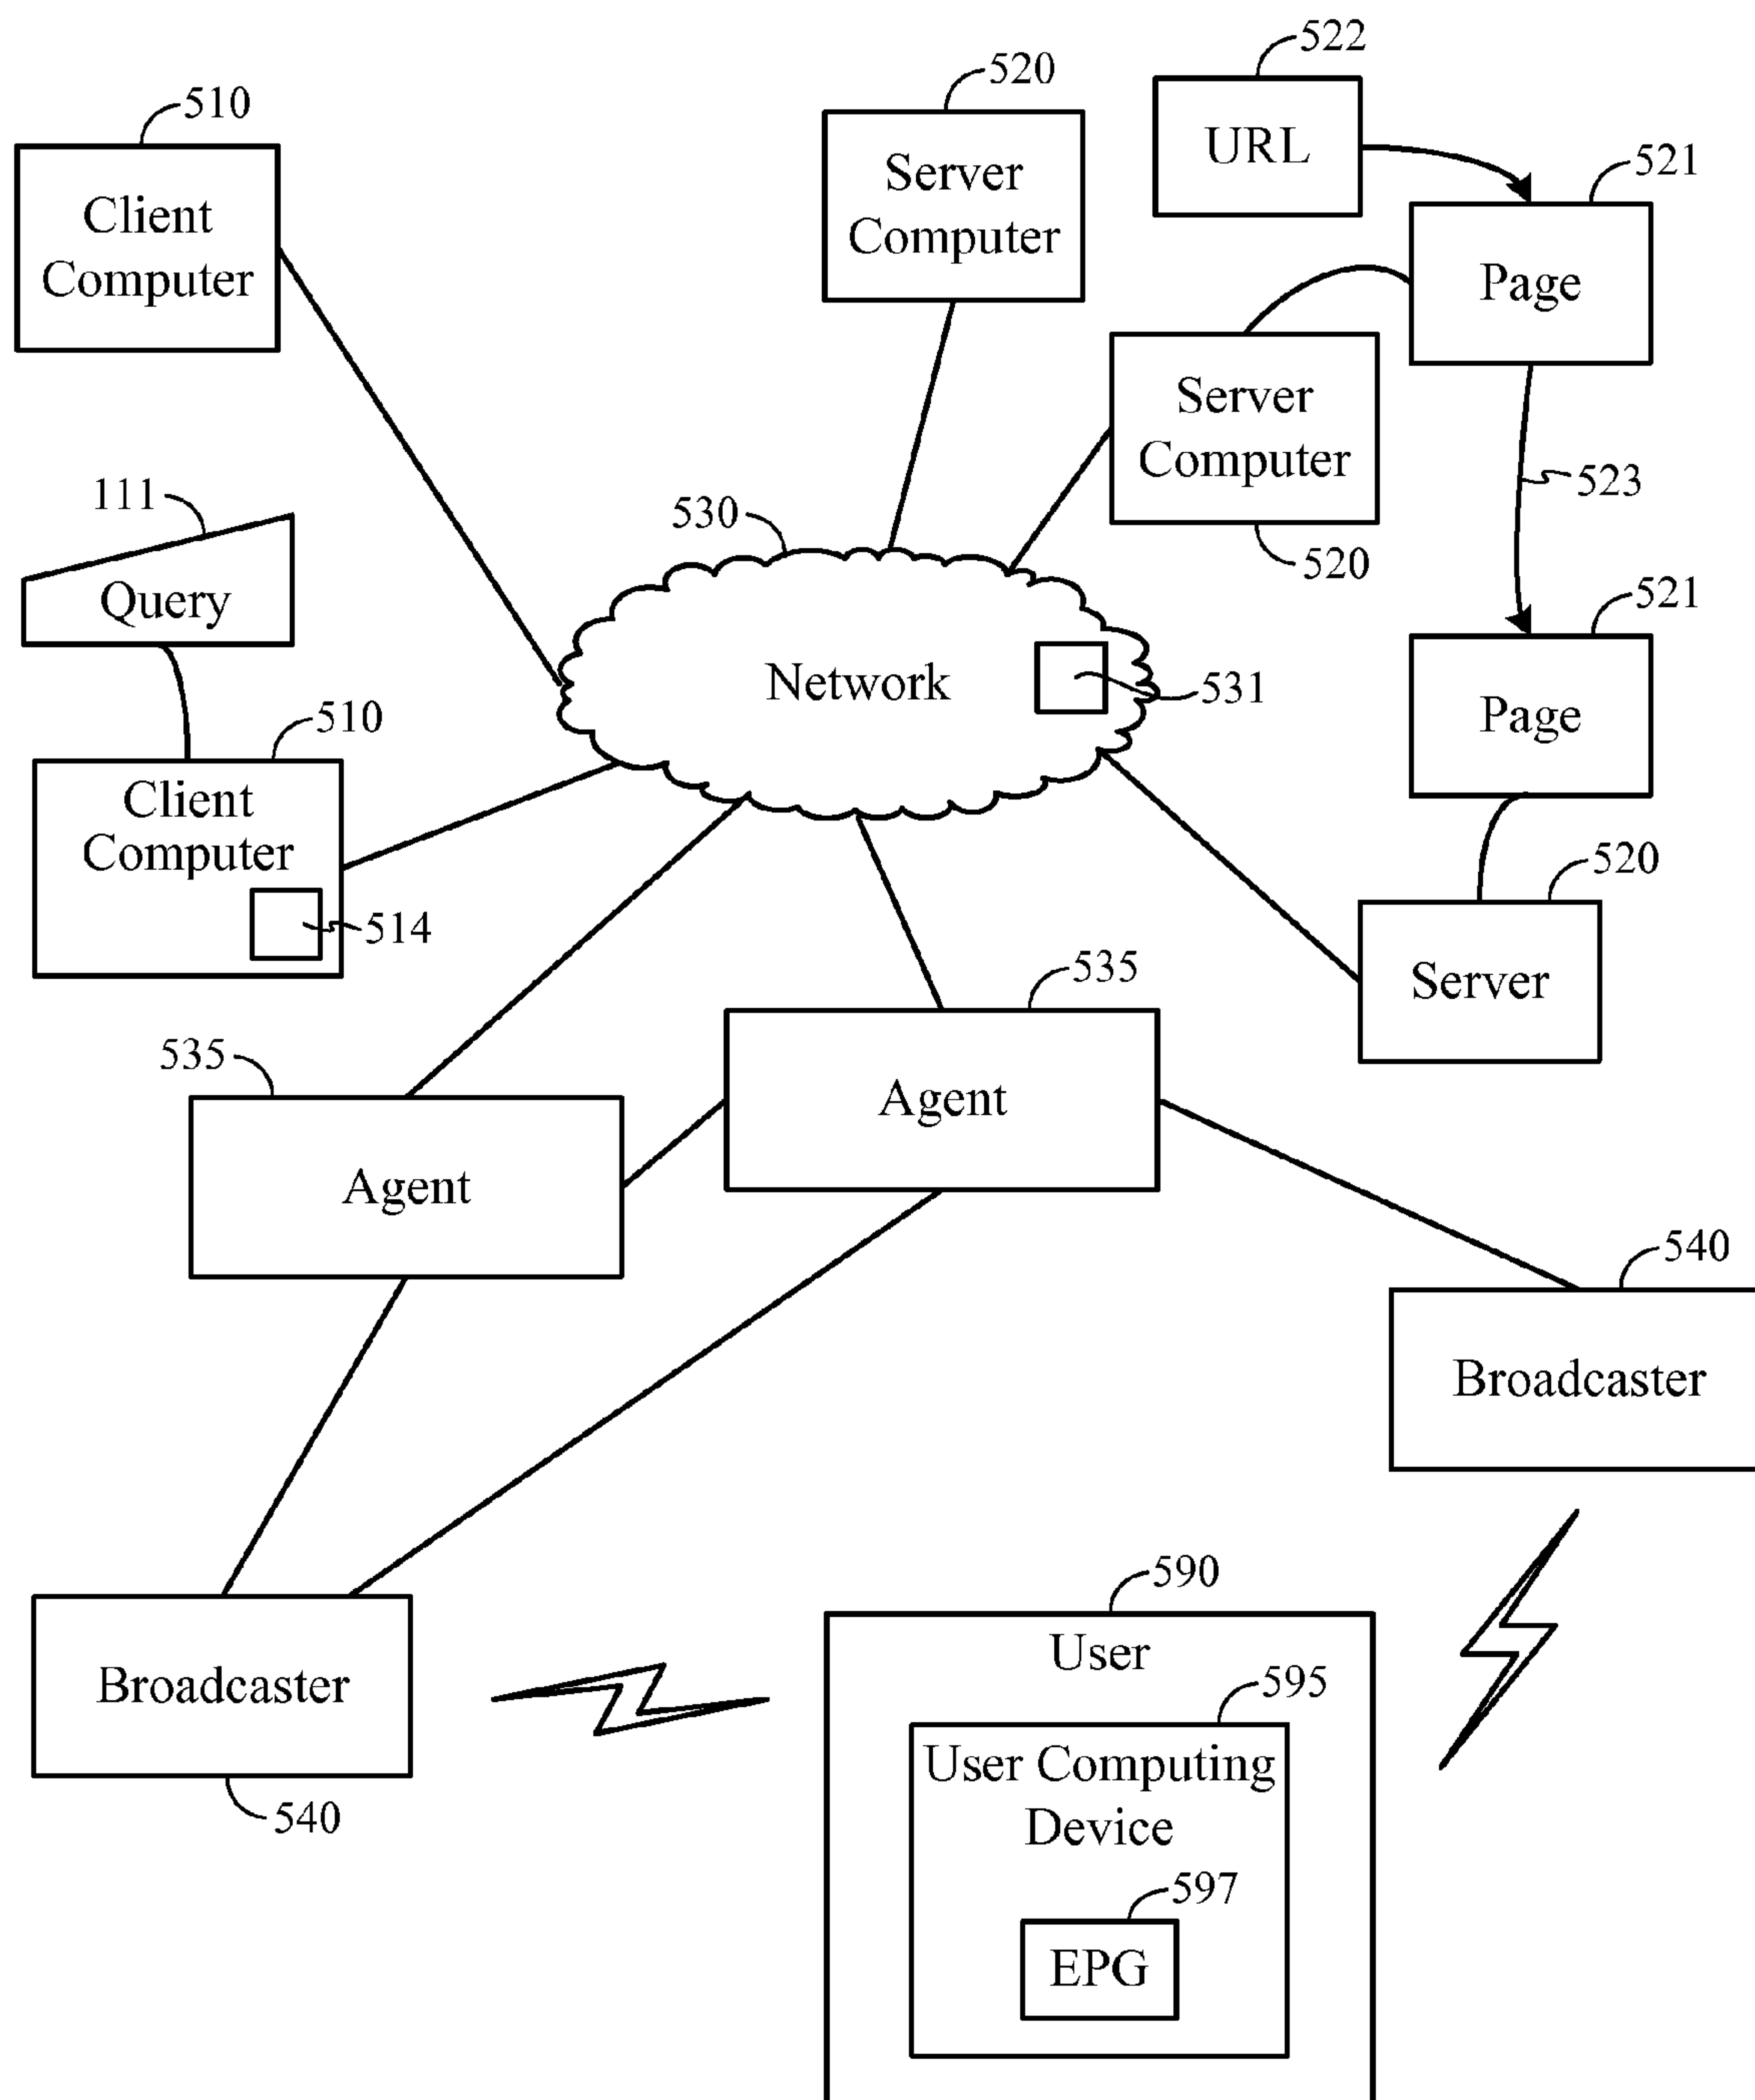 522
520
510
URL
521
Server
Computer
Client
Computer
Page
Server
Computer
523
111
530
520
Query
521
Network
531
510
Page
Client
Computer
520
514
535
Server
535
Agent
Agent
540
Broadcaster
590
User
595
Broadcaster
User Computing
Device
540
597
EPG